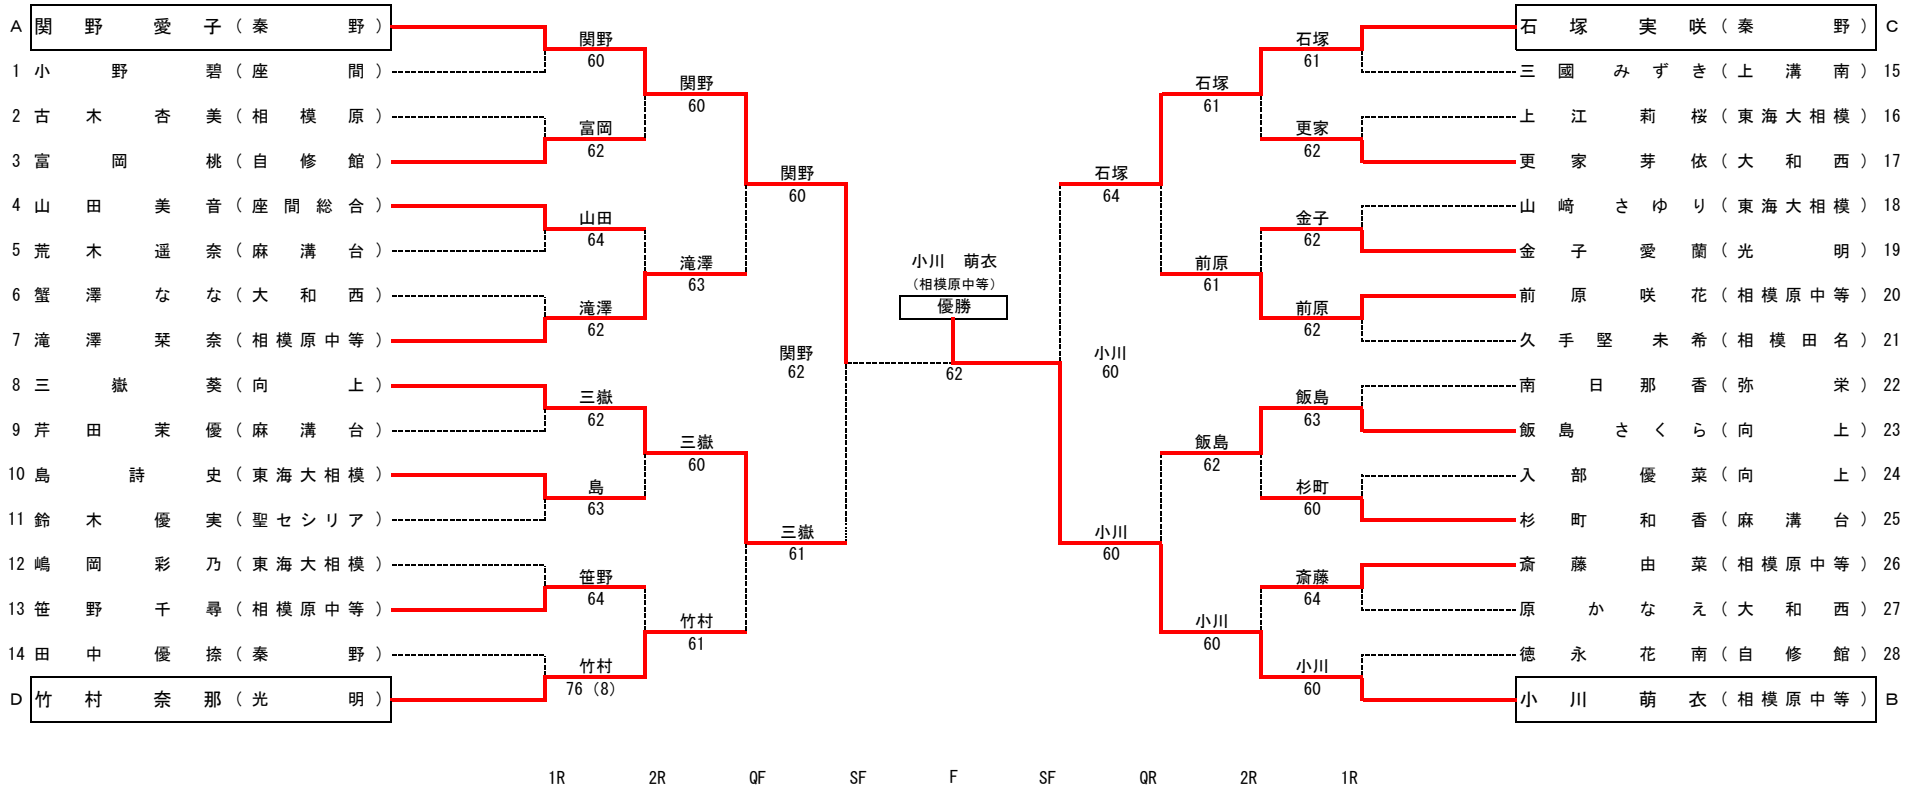 A 関野愛子(秦野)
1 小野碧(座間)
2 古木杏美(相模原)
3 富岡桃(自修館)
4 山田美音(座間総合)
5 荒木遥奈(麻溝台)
6 蟹澤なな(大和西)
7 滝澤栞奈(相模原中等)
8 三嶽葵(向上)
9 芹田茉優(麻溝台)
10 島詩史(東海大相模)
11 鈴木優実(聖セシリア)
12 嶋岡彩乃(東海大相模)
13 笹野千尋(相模原中等)
14 田中優捺(秦野)
D 竹村奈那(光明)
関野
60
富岡
62
山田
64
滝澤
62
三嶽
62
島
63
笹野
64
竹村
76(8)
関野
60
滝澤
63
三嶽
60
竹村
61
関野
60
三嶽
61
関野
62
小川 萌衣
(相模原中等)
優勝
62
小川
60
石塚
64
小川
60
石塚
61
前原
61
飯島
62
小川
60
石塚
61
更家
62
金子
62
前原
62
飯島
63
杉町
60
斎藤
64
小川
60
石塚実咲(秦野) C
三國みずき(上溝南) 15
上江莉桜(東海大相模) 16
更家芽依(大和西) 17
山﨑さゆり(東海大相模) 18
金子愛蘭(光明) 19
前原咲花(相模原中等) 20
久手堅未希(相模田名) 21
南日那香(弥栄) 22
飯島さくら(向上) 23
入部優菜(向上) 24
杉町和香(麻溝台) 25
斎藤由菜(相模原中等) 26
原かなえ(大和西) 27
徳永花南(自修館) 28
小川萌衣(相模原中等) B
1R 2R QF SF F SF QR 2R 1R